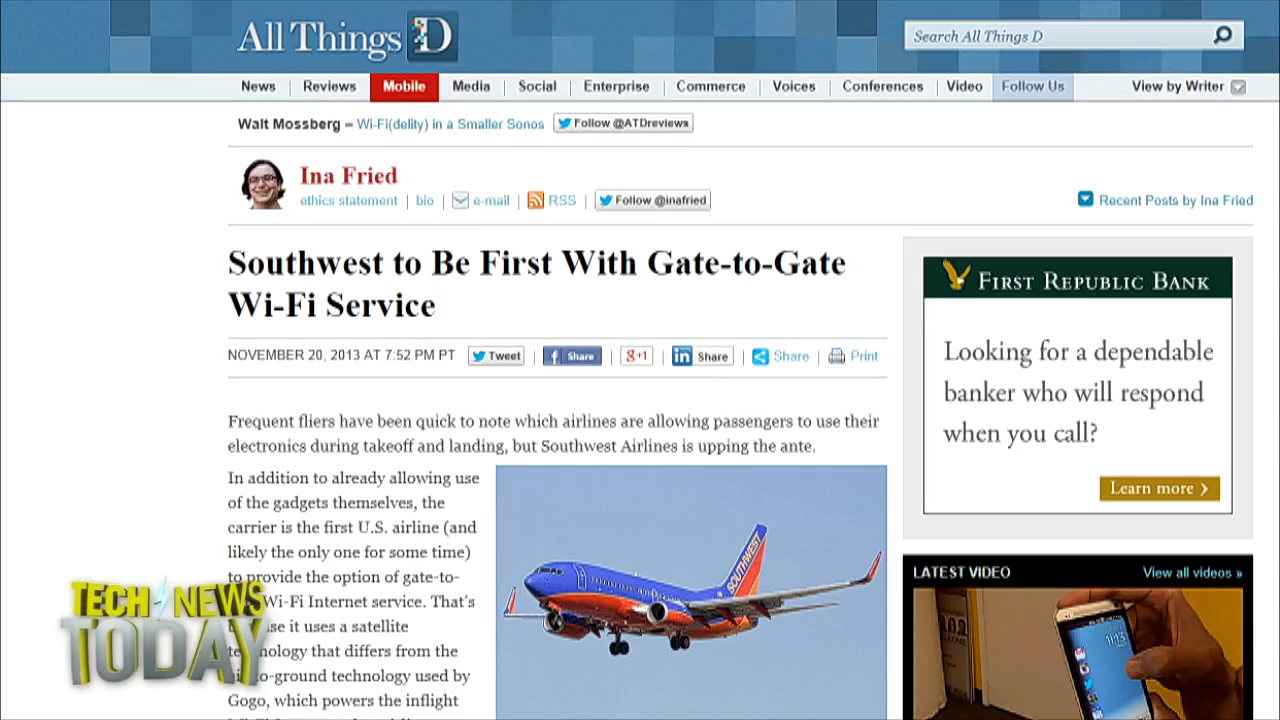 All Things D
Search All Things D
News
Reviews
Mobile
Media
Social
Enterprise
Commerce
Voices
Conferences
Video
Follow Us
View by Writer
Walt Mossberg – Wi-Fi(delity) in a Smaller Sonos
Follow @ATDreviews
Ina Fried
ethics statement | bio | e-mail | RSS | Follow @inafried
Recent Posts by Ina Fried
Southwest to Be First With Gate-to-Gate
Wi-Fi Service
NOVEMBER 20, 2013 AT 7:52 PM PT
Tweet
Share
g+1
in Share
Share
Print
Frequent fliers have been quick to note which airlines are allowing passengers to use their
electronics during takeoff and landing, but Southwest Airlines is upping the ante.
In addition to already allowing use
of the gadgets themselves, the
carrier is the first U.S. airline (and
likely the only one for some time)
to provide the option of gate-to-
Wi-Fi Internet service. That's
it uses a satellite
that differs from the
technology used by
Gogo, which powers the inflight
SOUTHWEST
FIRST REPUBLIC BANK
Looking for a dependable
banker who will respond
when you call?
Learn more >
LATEST VIDEO
View all videos »
11:13
TECH NEWS
TODAY